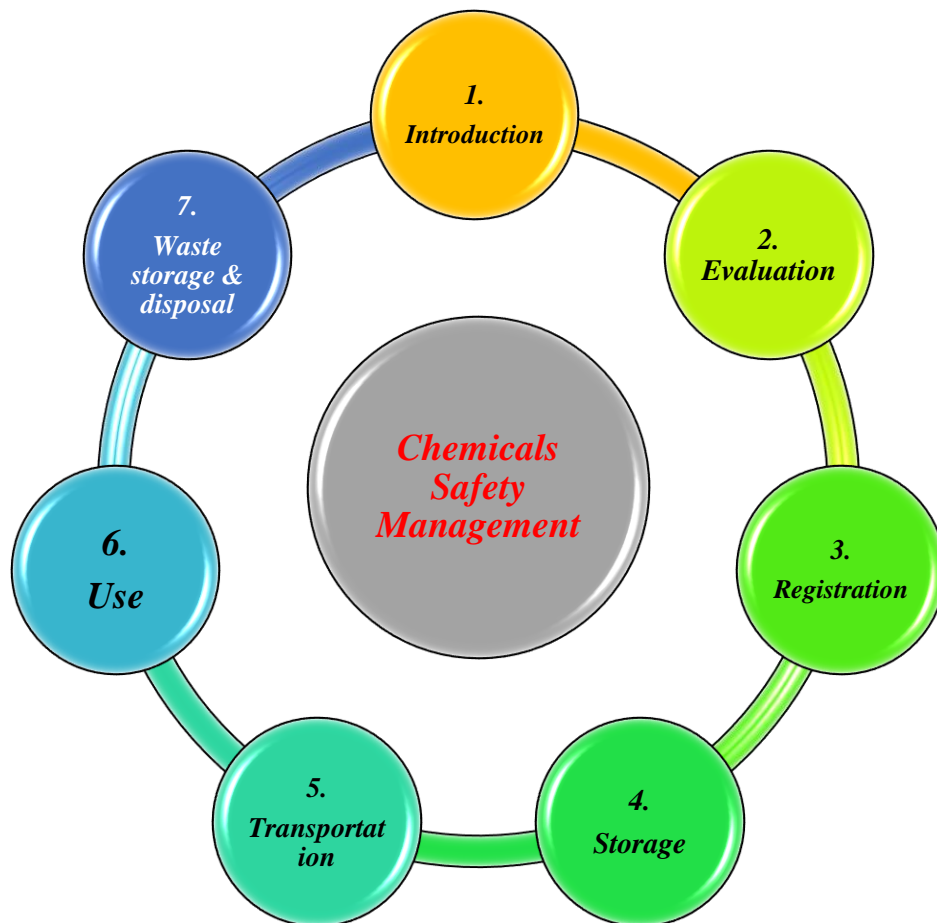 1.
Introduction
2.
Evaluation
3.
Registration
4.
Storage
5.
Transportat
ion
6.
Use
7.
Waste
storage &
disposal
Chemicals
Safety
Management